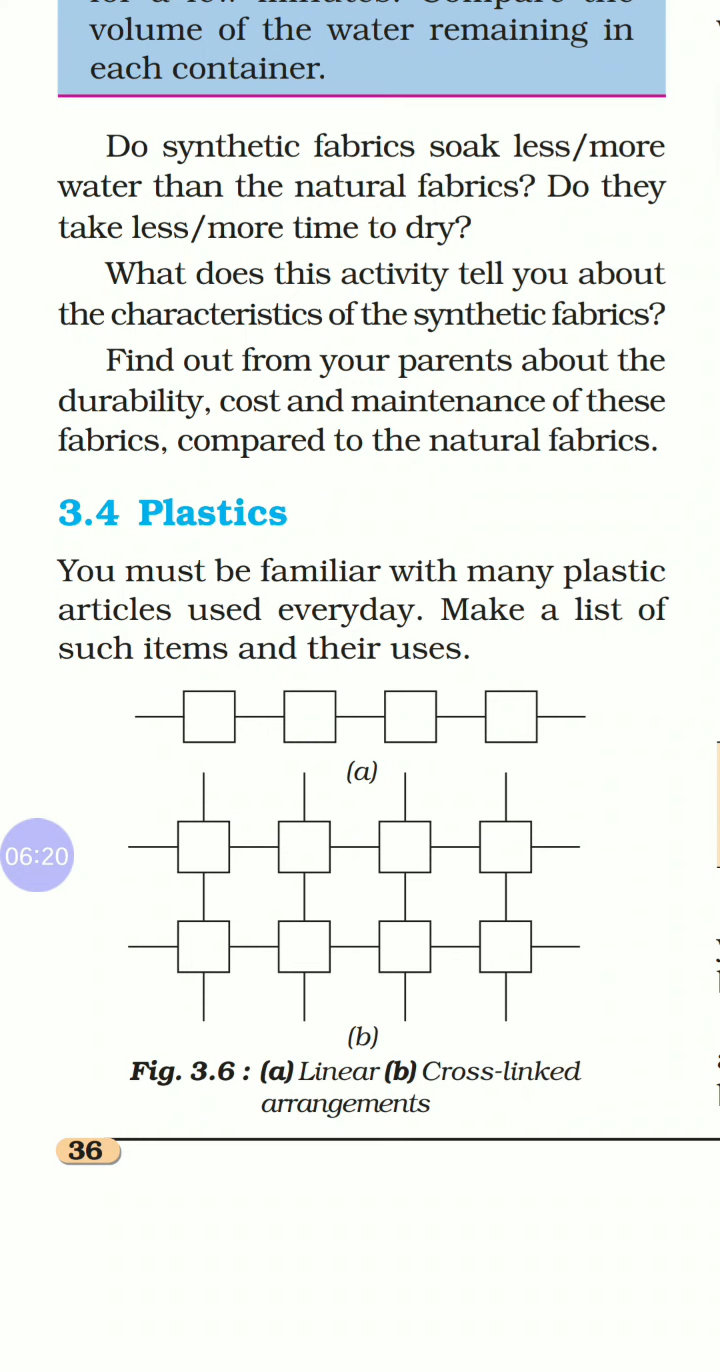 volume of the water remaining in
each container.
Do synthetic fabrics soak less/more
water than the natural fabrics? Do they
take less/more time to dry?
What does this activity tell you about
the characteristics of the synthetic fabrics?
Find out from your parents about the
durability, cost and maintenance of these
fabrics, compared to the natural fabrics.
3.4 Plastics
You must be familiar with many plastic
articles used everyday. Make a list of
such items and their uses.
(a)
06:20
(b)
Fig. 3.6 : (a) Linear (b) Cross-linked
arrangements
36